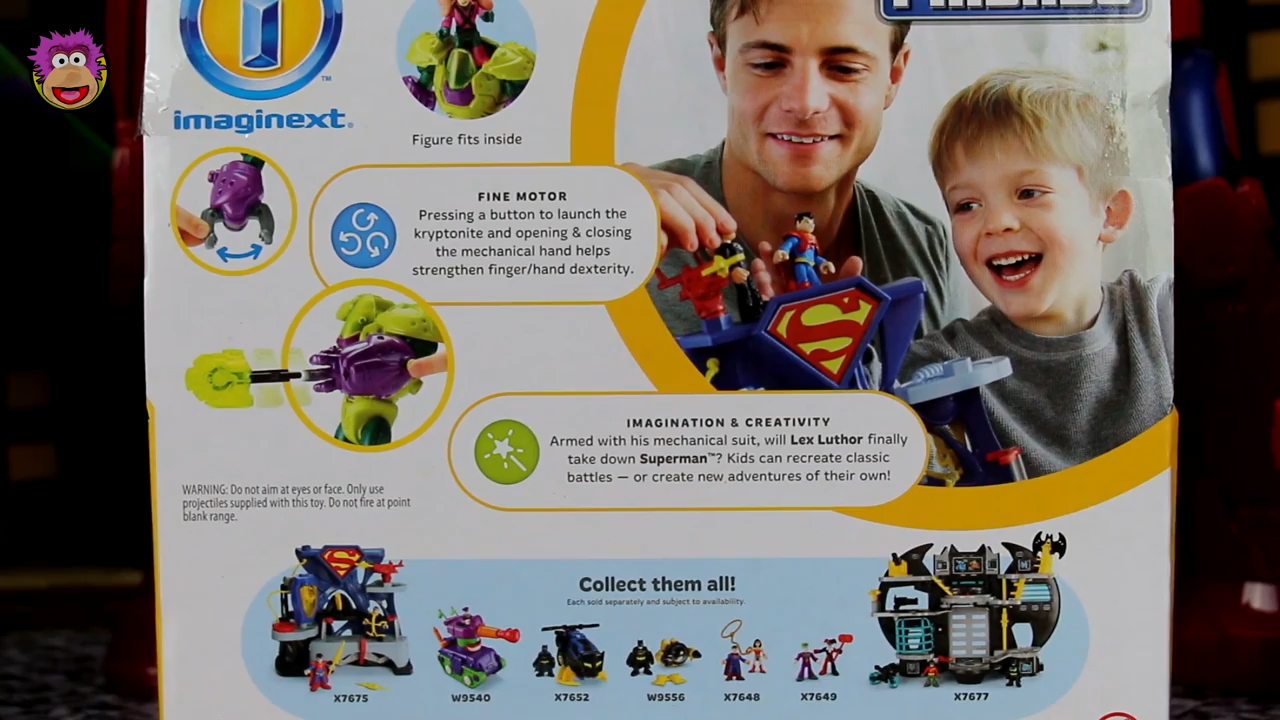 imaginext
Figure fits inside
FINE MOTOR
Pressing a button to launch the
kryptonite and opening & closing
the mechanical hand helps
strengthen finger/hand dexterity.
IMAGINATION & CREATIVITY
Armed with his mechanical suit, will Lex Luthor finally
take down Superman™? Kids can recreate classic
battles — or create new adventures of their own!
WARNING: Do not aim at eyes or face. Only use
projectiles supplied with this toy. Do not fire at point
blank range.
Collect them all!
Each sold separately and subject to availability.
X7675
W9540
X7652
W9556
X7648
X7649
X7677